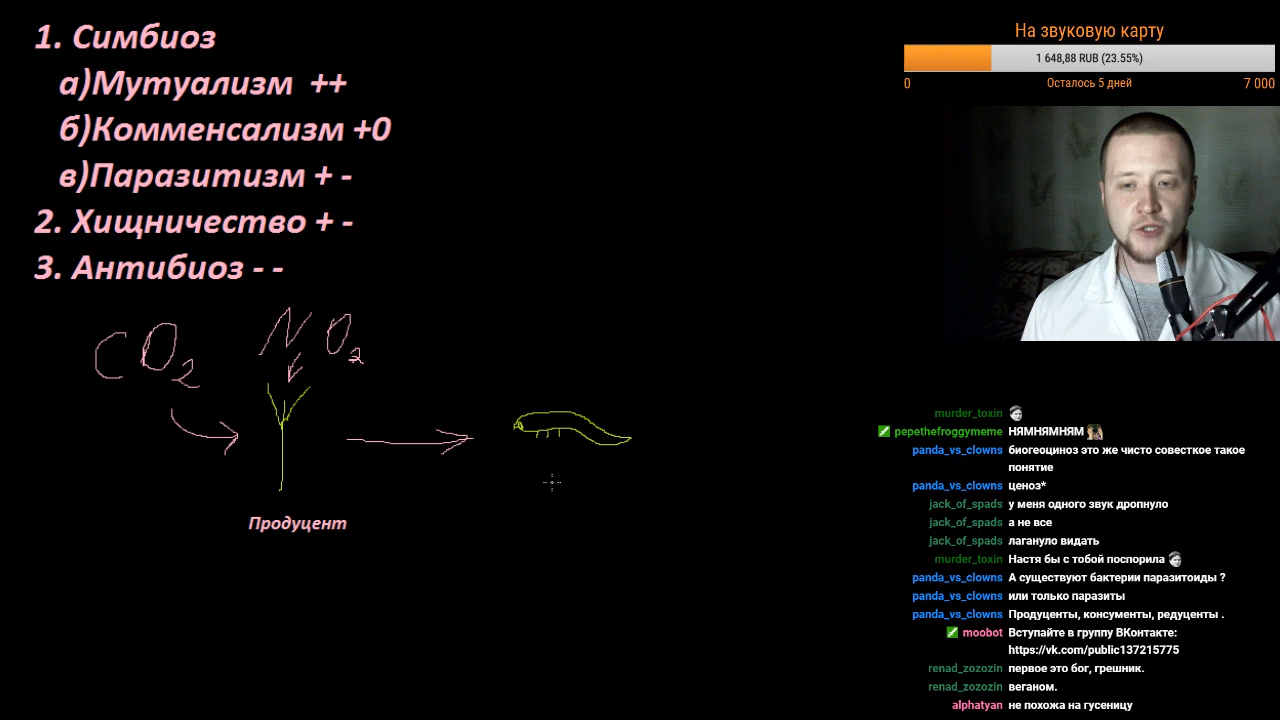 1. Симбиоз
а)Мутуализм ++
б)Комменсализм +0
в)Паразитизм + -
2. Хищничество + -
3. Антибиоз - -
CO2 NO2
Продуцент
На звуковую карту
1 648,88 RUB (23.55%)
0 Осталось 5 дней 7 000
murder_toxin
pepethefroggymeme НЯМНЯМНЯМ
panda_vs_clowns биогеоциноз это же чисто совесткое такое
понятие
panda_vs_clowns ценоз*
jack_of_spads у меня одного звук дропнуло
jack_of_spads а не все
jack_of_spads лагануло видать
murder_toxin Настя бы с тобой поспорила
panda_vs_clowns А существуют бактерии паразитоиды ?
panda_vs_clowns или только паразиты
panda_vs_clowns Продуценты, консументы, редуценты .
moobot Вступайте в группу ВКонтакте:
https://vk.com/public137215775
renad_zozozin первое это бог, грешник.
renad_zozozin веганом.
alphatyan не похожа на гусеницу